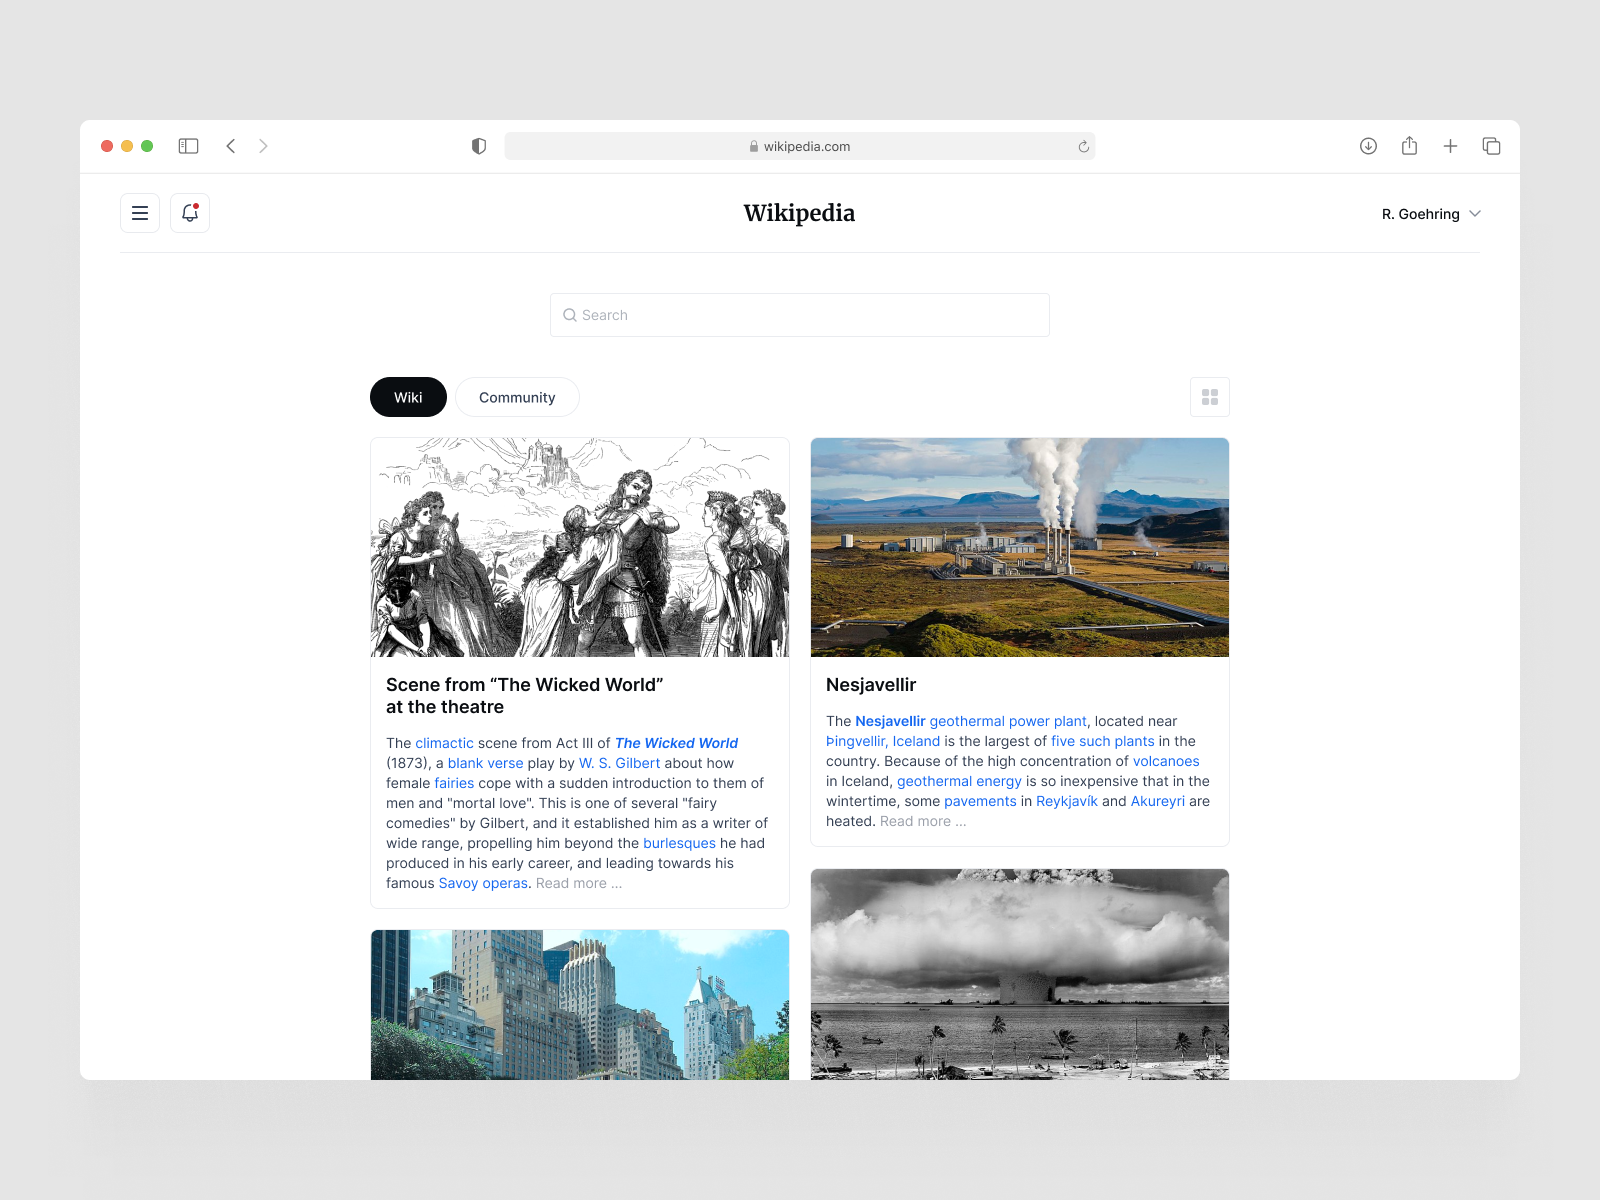 wikipedia.com
Wikipedia
R. Goehring
Search
Wiki
Community
Scene from “The Wicked World”
at the theatre
The climactic scene from Act III of The Wicked World
(1873), a blank verse play by W. S. Gilbert about how
female fairies cope with a sudden introduction to them of
men and "mortal love". This is one of several "fairy
comedies" by Gilbert, and it established him as a writer of
wide range, propelling him beyond the burlesques he had
produced in his early career, and leading towards his
famous Savoy operas. Read more ...
Nesjavellir
The Nesjavellir geothermal power plant, located near
Þingvellir, Iceland is the largest of five such plants in the
country. Because of the high concentration of volcanoes
in Iceland, geothermal energy is so inexpensive that in the
wintertime, some pavements in Reykjavík and Akureyri are
heated. Read more ...